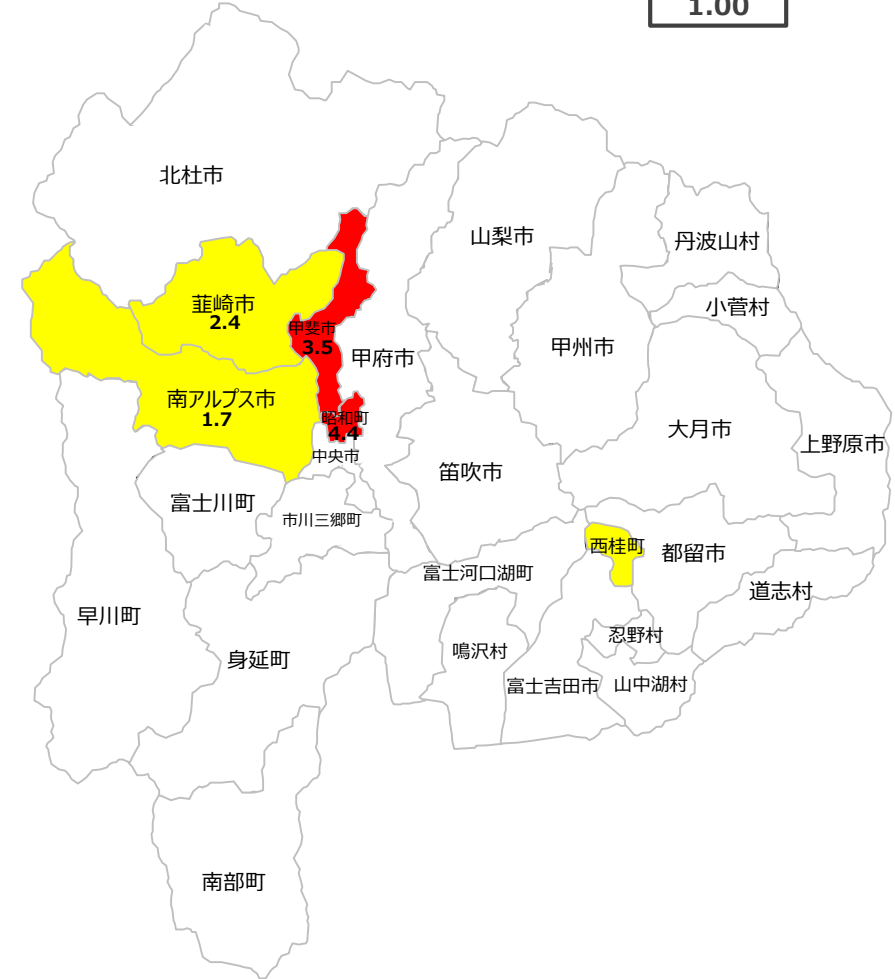 1.00
北杜市
山梨市
丹波山村
韮崎市
2.4
小菅村
甲斐市
3.5
甲府市
甲州市
南アルプス市
1.7
昭和町
4.4
大月市
上野原市
中央市
笛吹市
富士川町
市川三郷町
西桂町
都留市
富士河口湖町
道志村
早川町
忍野村
身延町
鳴沢村
富士吉田市
山中湖村
南部町